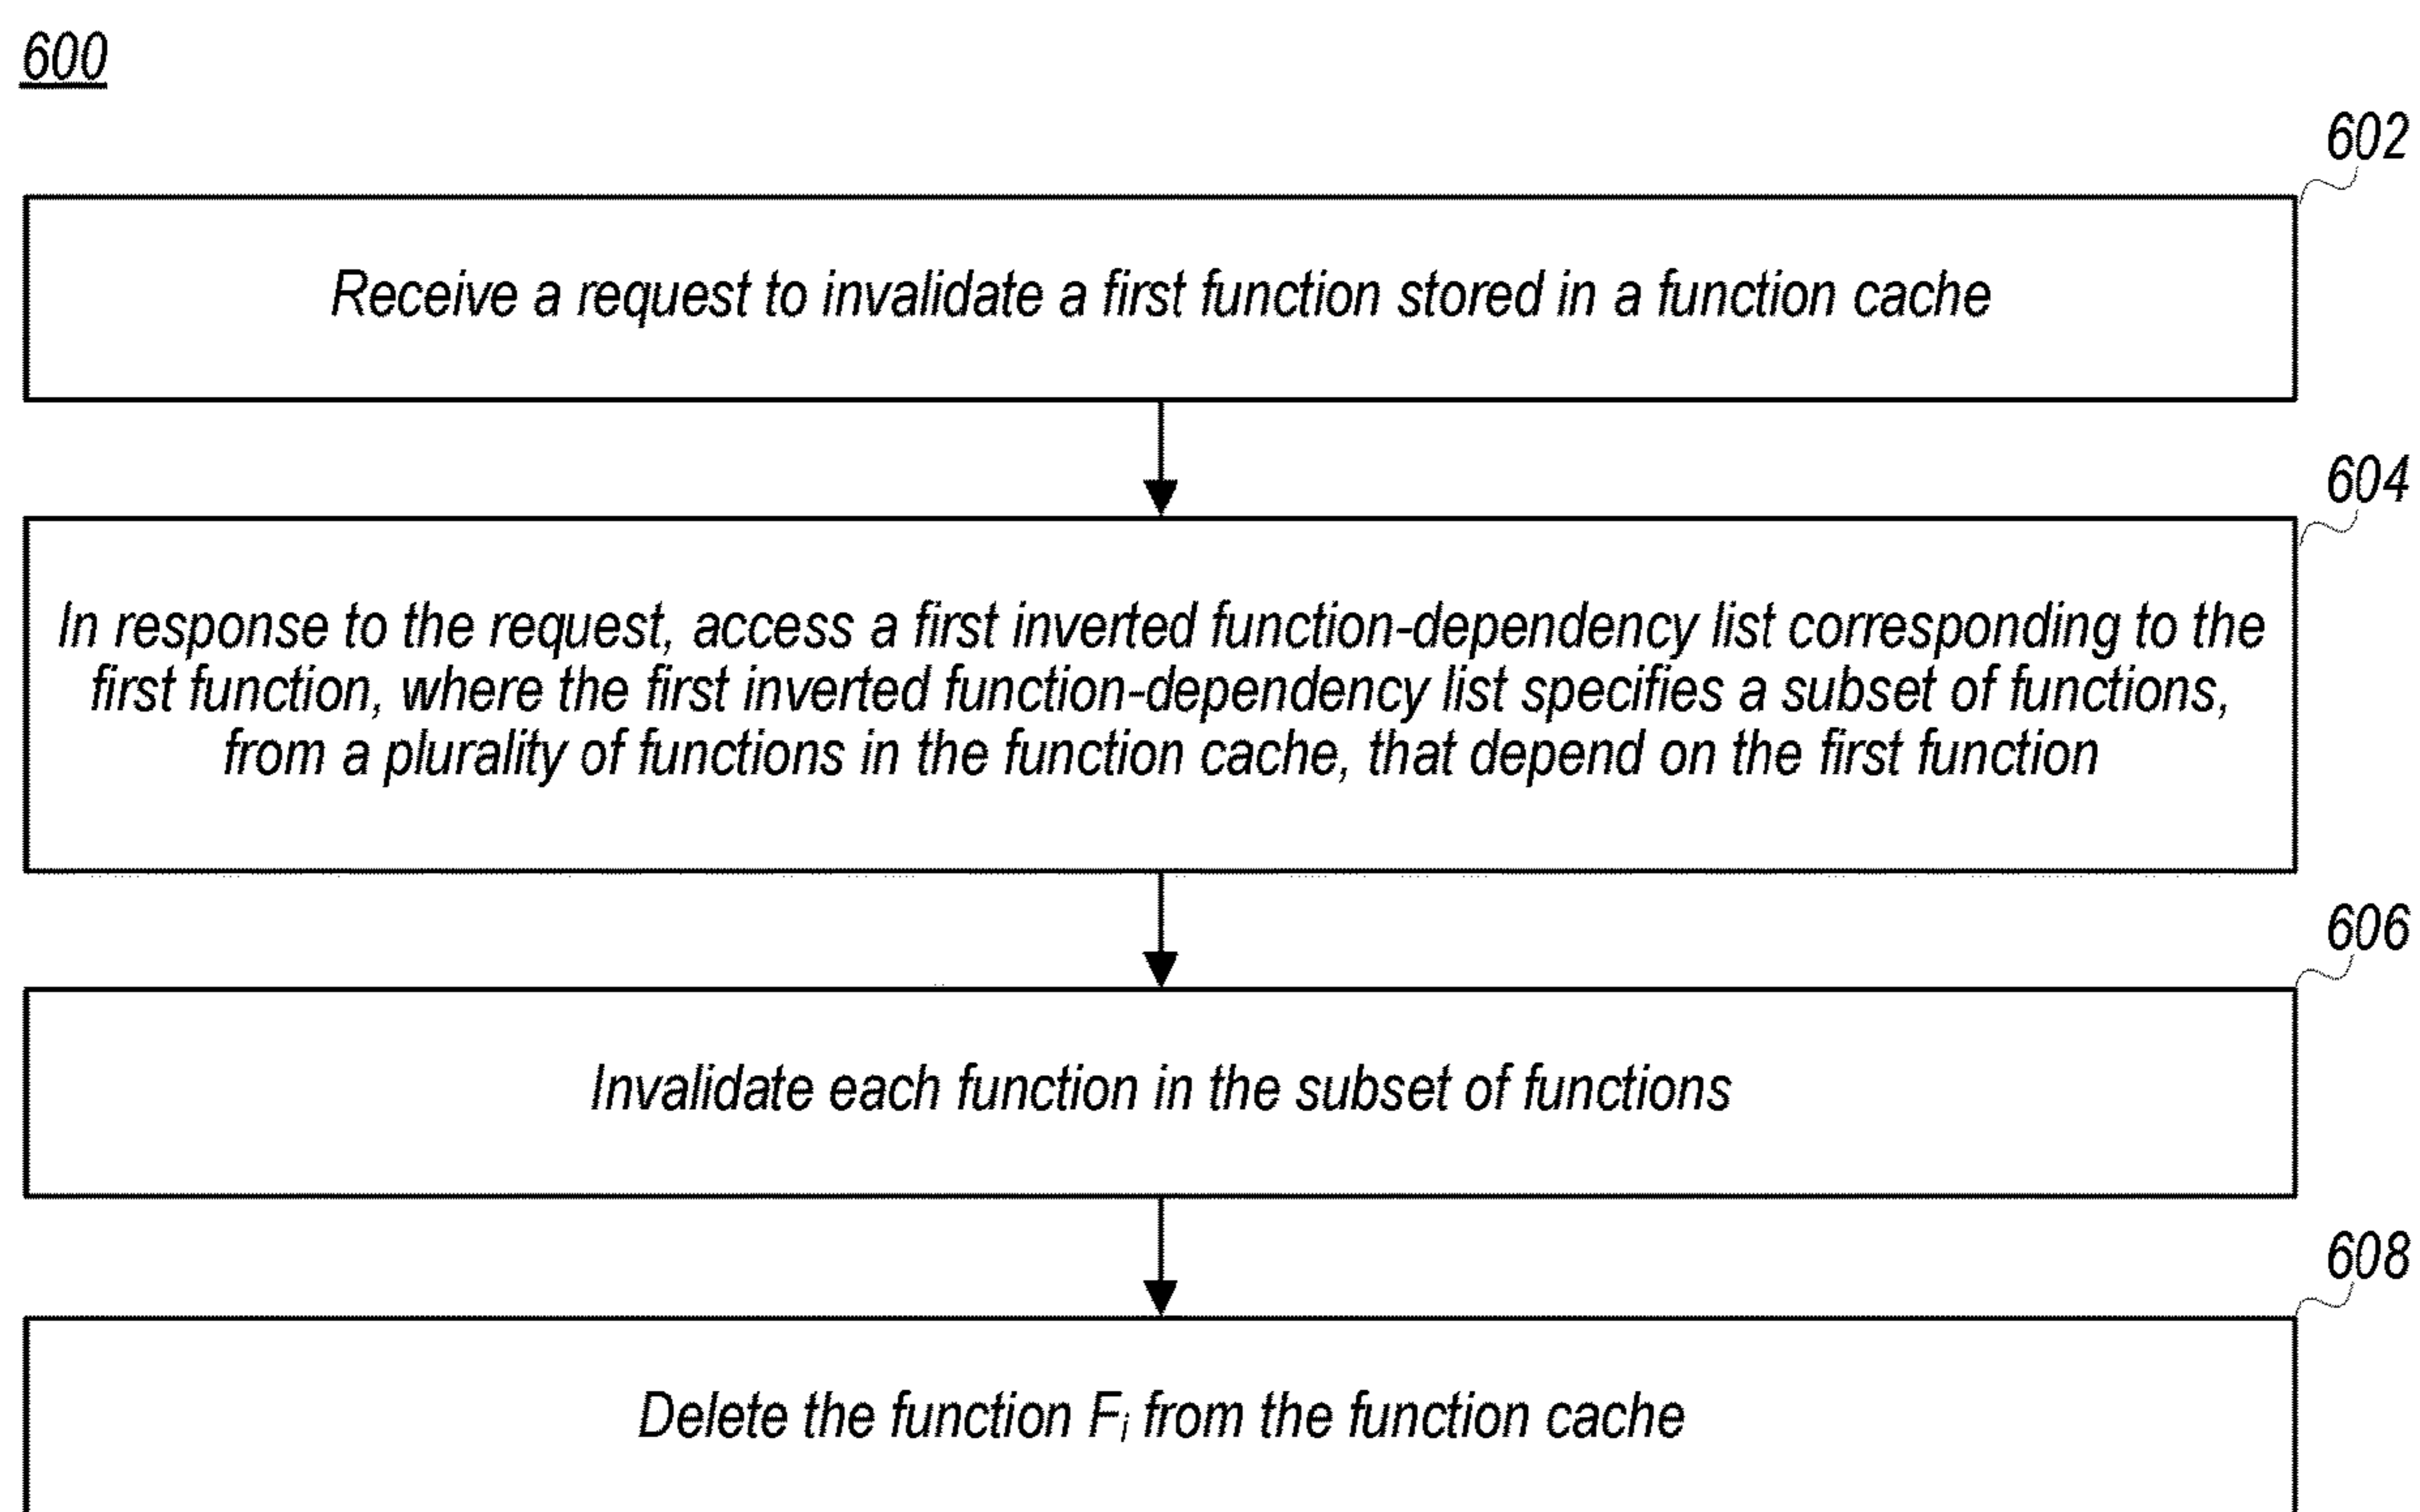 600
602
Receive a request to invalidate a first function stored in a function cache
604
In response to the request, access a first inverted function-dependency list corresponding to the
first function, where the first inverted function-dependency list specifies a subset of functions,
from a plurality of functions in the function cache, that depend on the first function
606
Invalidate each function in the subset of functions
608
Delete the function Fi from the function cache